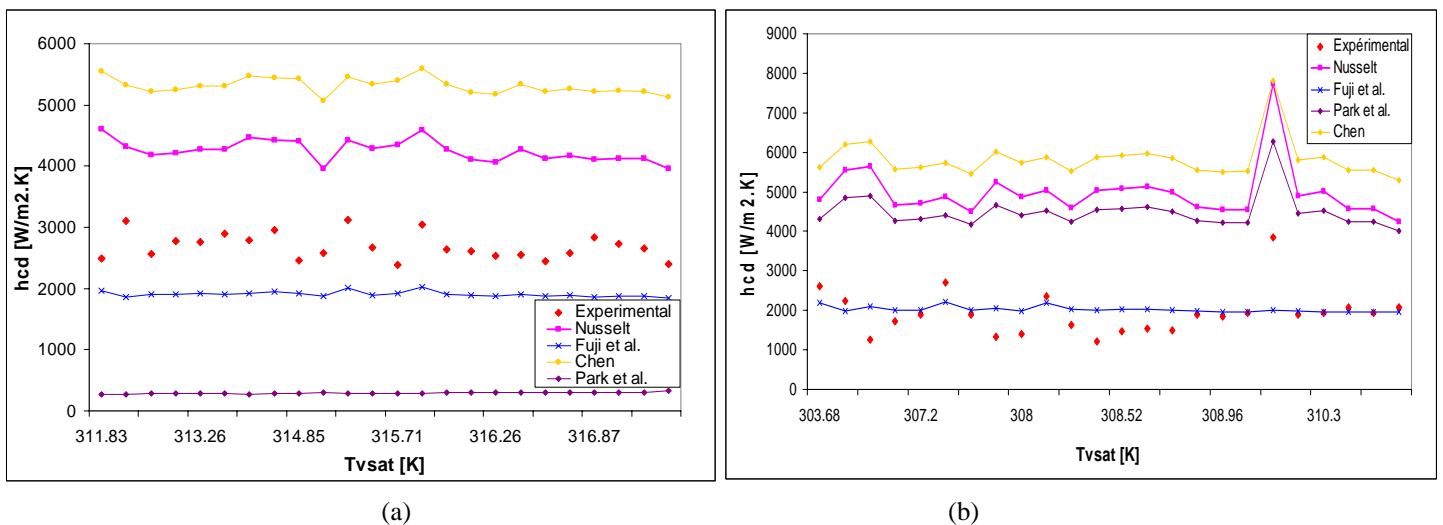 (a)
6000
5000
4000
3000
2000
1000
0
hcd [W/m2.K]
311.83 313.26 314.85 315.71 316.26 316.87
Tvsat [K]
Experimental
Nusselt
Fuji et al.
Chen
Park et al.
(b)
9000
8000
7000
6000
5000
4000
3000
2000
1000
0
hcd [W/m2.K]
303.68 307.2 308 308.52 308.96 310.3
Tvsat [K]
Expérimental
Nusselt
Fuji et al.
Park et al.
Chen